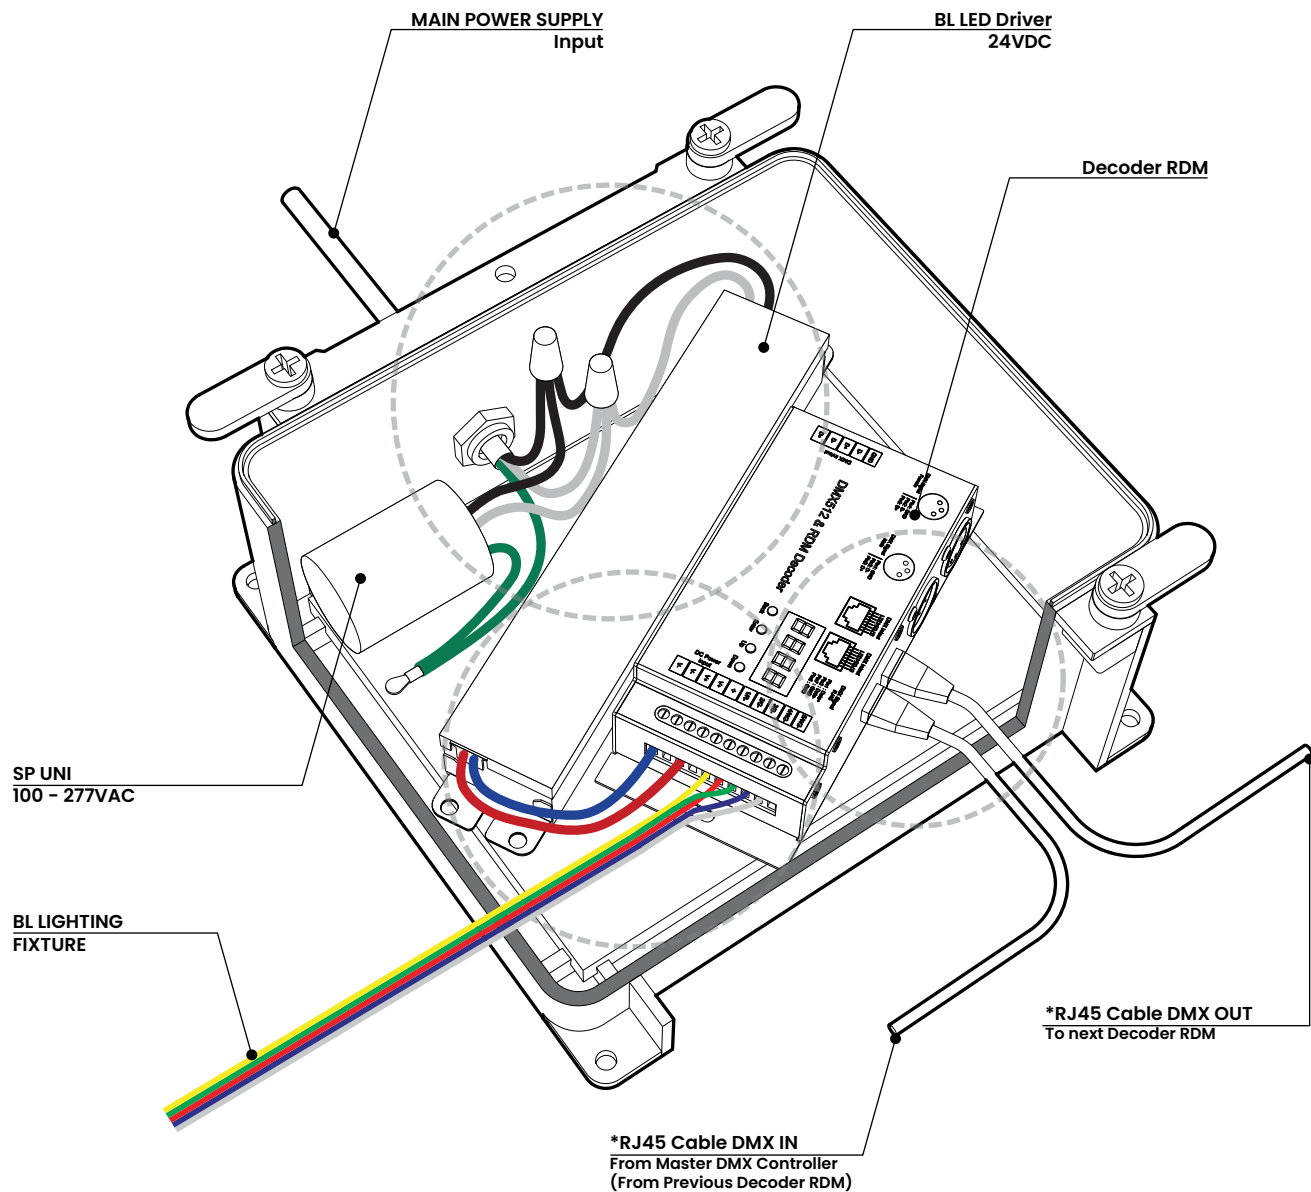 MAIN POWER SUPPLY
Input
BL LED Driver
24VDC
Decoder RDM
DMX512 & RDM Decoder
DC Power
Input
SP UNI
100 - 277VAC
BL LIGHTING
FIXTURE
*RJ45 Cable DMX OUT
To next Decoder RDM
*RJ45 Cable DMX IN
From Master DMX Controller
(From Previous Decoder RDM)